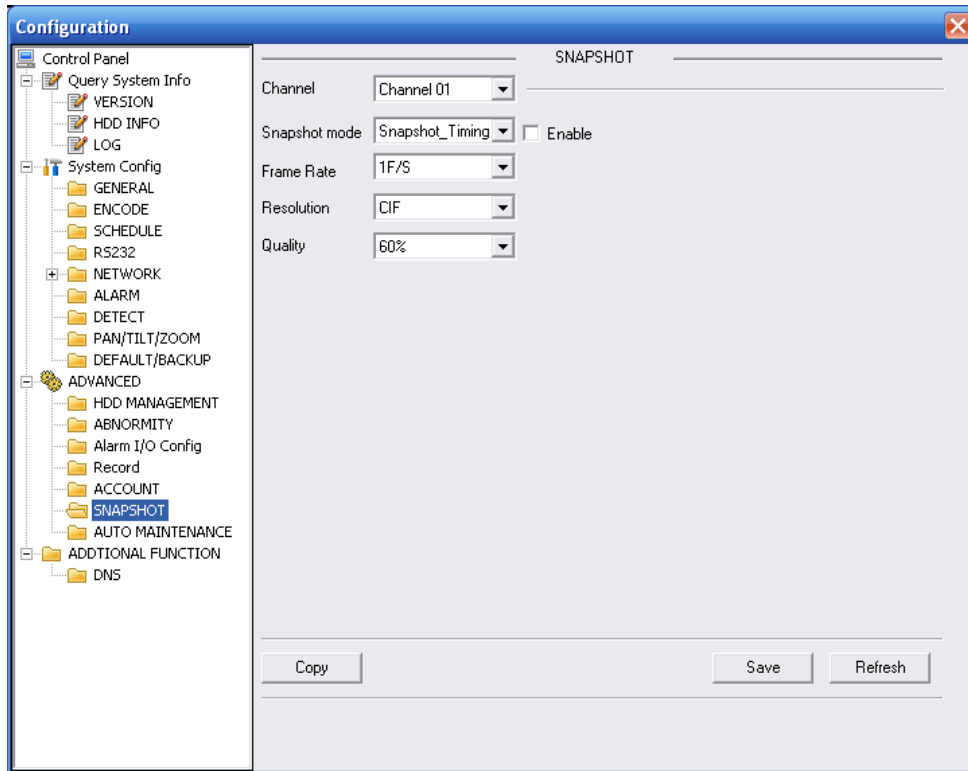 Configuration
Control Panel
Query System Info
VERSION
HDD INFO
LOG
System Config
GENERAL
ENCODE
SCHEDULE
RS232
NETWORK
ALARM
DETECT
PAN/TILT/ZOOM
DEFAULT/BACKUP
ADVANCED
HDD MANAGEMENT
ABNORMITY
Alarm I/O Config
Record
ACCOUNT
SNAPSHOT
AUTO MAINTENANCE
ADDTIONAL FUNCTION
DNS
SNAPSHOT
Channel Channel 01
Snapshot mode Snapshot_Timing Enable
Frame Rate 1F/S
Resolution CIF
Quality 60%
Copy Save Refresh